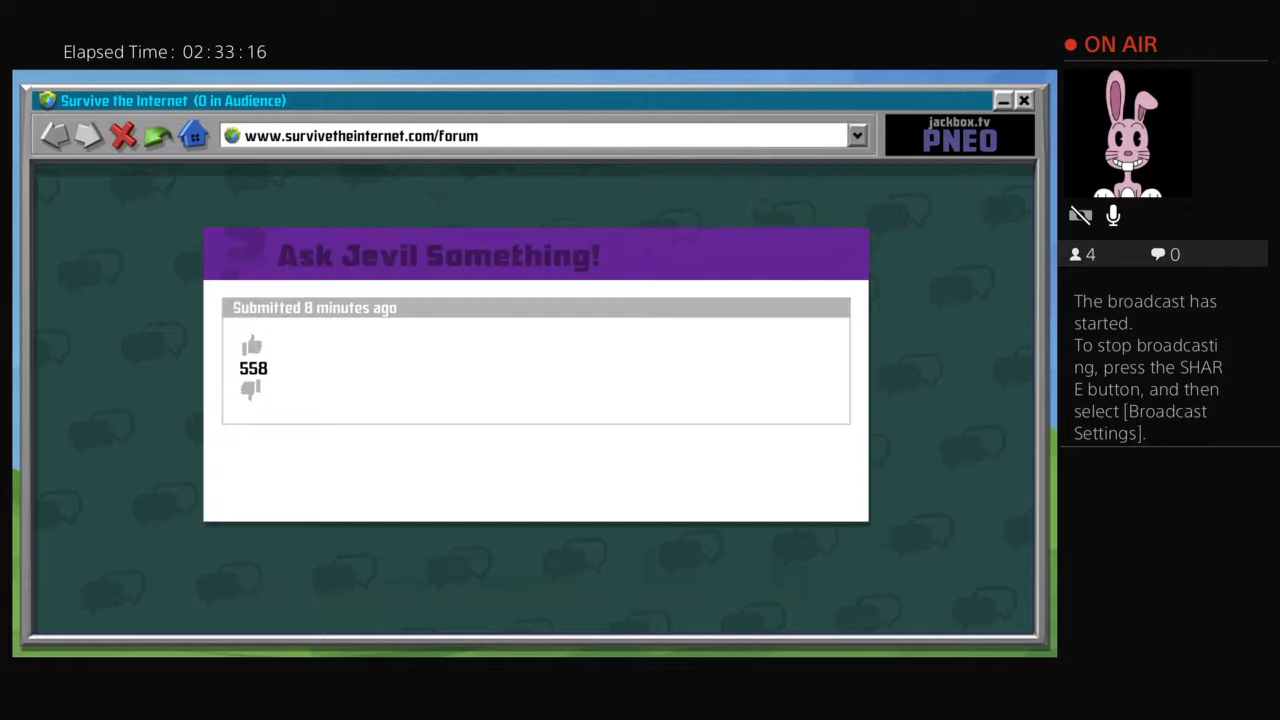 Elapsed Time: 02:33:16
ON AIR
Survive the Internet (0 in Audience)
www.survivetheinternet.com/forum
jackbox.tv
PNEO
Ask Jevil Something!
Submitted 8 minutes ago
558
4
0
The broadcast has
started.
To stop broadcasti
ng, press the SHAR
E button, and then
select [Broadcast
Settings].